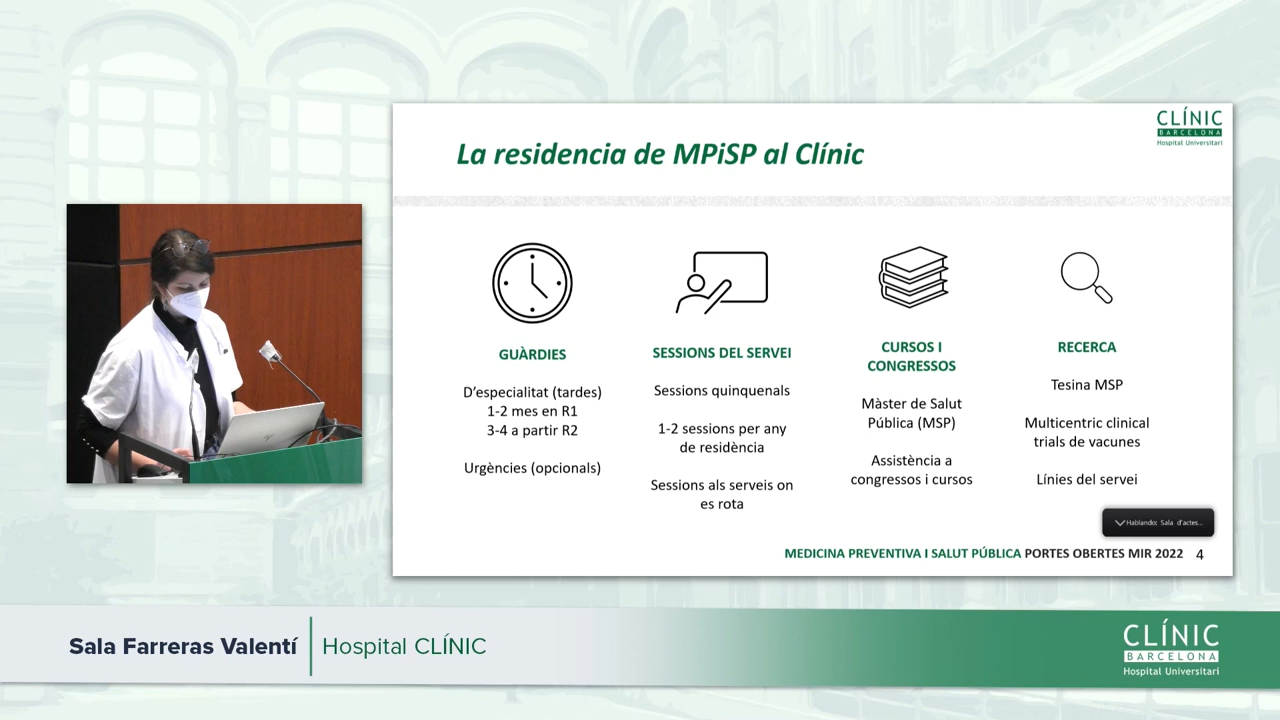 CLÍNIC
BARCELONA
Hospital Universitari
La residencia de MPiSP al Clínic
GUÀRDIES
D'especialitat (tardes)
1-2 mes en R1
3-4 a partir R2
Urgències (opcionals)
SESSIONS DEL SERVEI
Sessions quinquenals
1-2 sessions per any
de residència
Sessions als serveis on
es rota
CURSOS I
CONGRESSOS
Màster de Salut
Pública (MSP)
Assistència a
congressos i cursos
RECERCA
Tesina MSP
Multicentric clinical
trials de vacunes
Línies del servei
Hablando: Sala d'actes...
MEDICINA PREVENTIVA I SALUT PÚBLICA PORTES OBERTES MIR 2022 4
Sala Farreras Valentí Hospital CLÍNIC
CLÍNIC
BARCELONA
Hospital Universitari